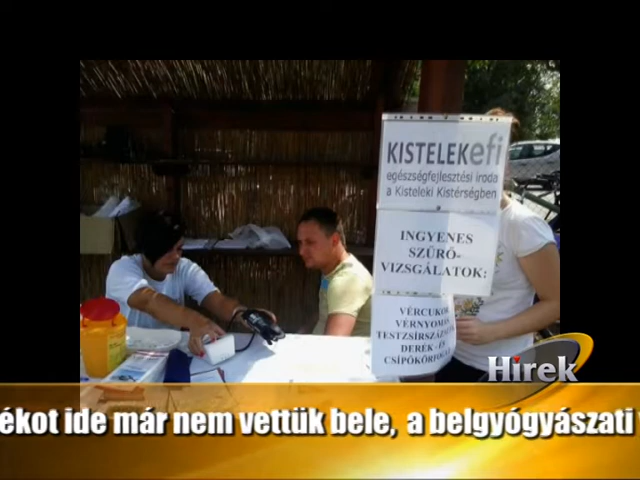 KISTELEKefi
egészségfejlesztési iroda
a Kisteleki Kistérségben
INGYENES
SZŰRŐ-
VIZSGÁLATOK:
VÉRCUKOR
VÉRNYOMÁS
TESTZSÍRSZÁZALÉK
DERÉK- ÉS
CSÍPŐKÖRFOGAT
Hírek
ékot ide már nem vettük bele, a belgyógyászati